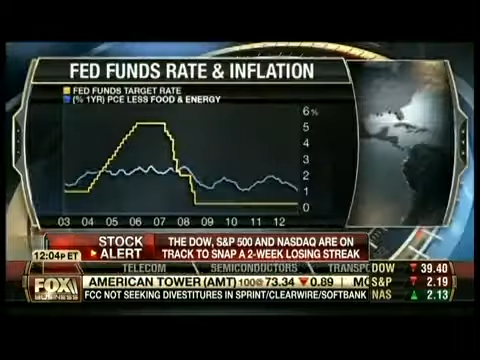 FED FUNDS RATE & INFLATION
FED FUNDS TARGET RATE
(% 1YR) PCE LESS FOOD & ENERGY
6%
5
4
3
2
1
0
03 04 05 06 07 08 09 10 11 12
STOCK ALERT
THE DOW, S&P 500 AND NASDAQ ARE ON
TRACK TO SNAP A 2-WEEK LOSING STREAK
12:04P ET
TELECOM SEMICONDUCTORS TRANSPO
AMERICAN TOWER (AMT) 100@ 73.34 ▼0.89
FCC NOT SEEKING DIVESTITURES IN SPRINT/CLEARWIRE/SOFTBANK
FOX
BUSINESS
DOW ▼ 39.40
S&P ▼ 2.19
NAS ▲ 2.13